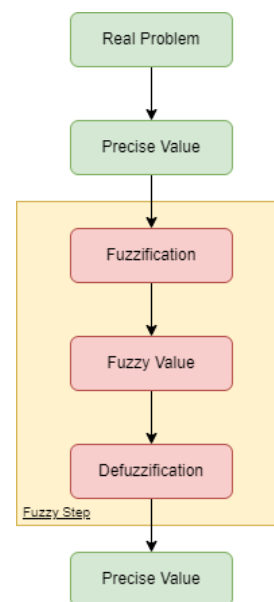 Real Problem
Precise Value
Fuzzification
Fuzzy Value
Defuzzification
Fuzzy Step
Precise Value